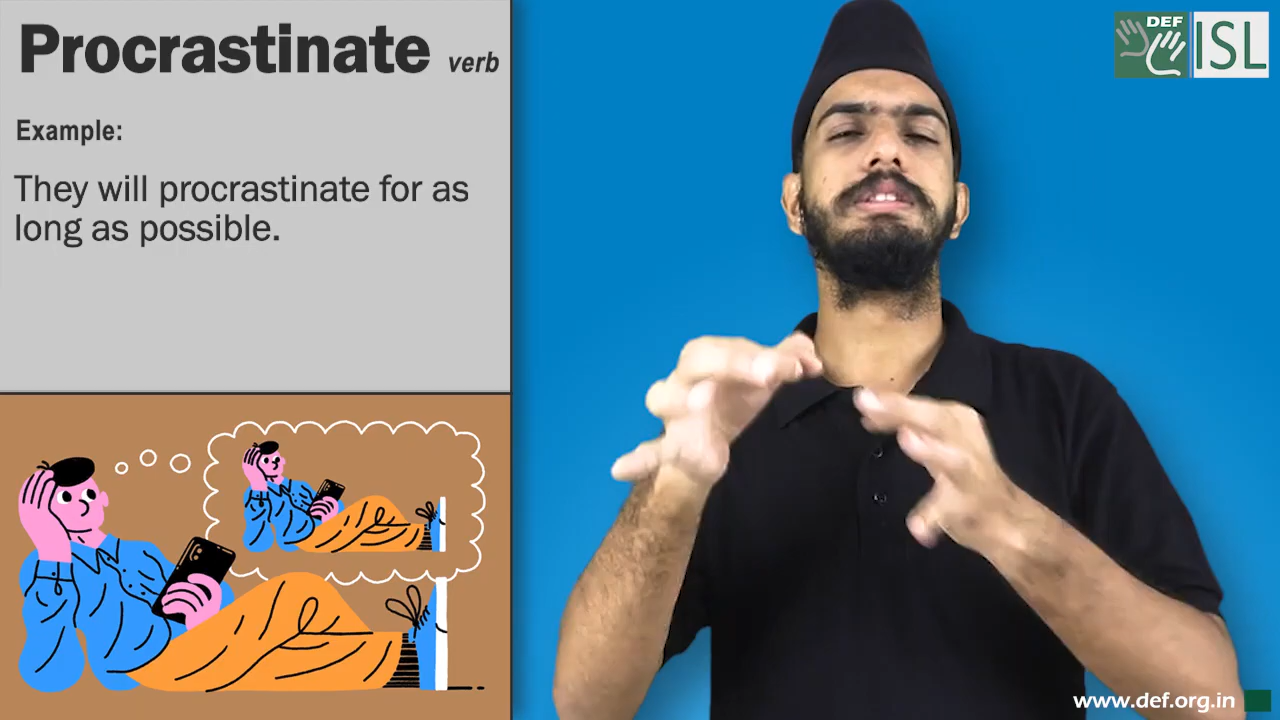 Procrastinate verb
Example:
They will procrastinate for as
long as possible.
DEF
ISL
www.def.org.in